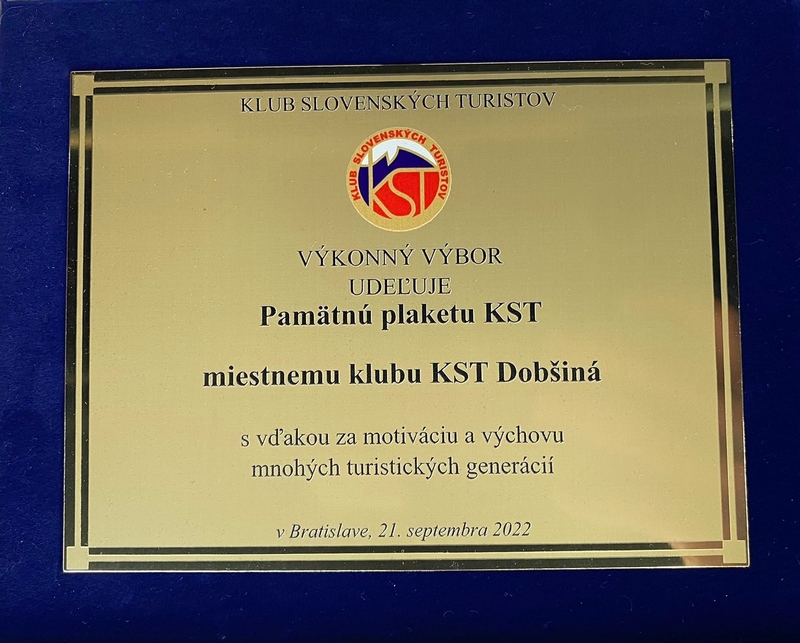 KLUB SLOVENSKÝCH TURISTOV
KLUB SLOVENSKÝCH TURISTOV
KST
VÝKONNÝ VÝBOR
UDEĽUJE
Pamätnú plaketu KST
miestnemu klubu KST Dobšiná
s vďakou za motiváciu a výchovu
mnohých turistických generácií
v Bratislave, 21. septembra 2022